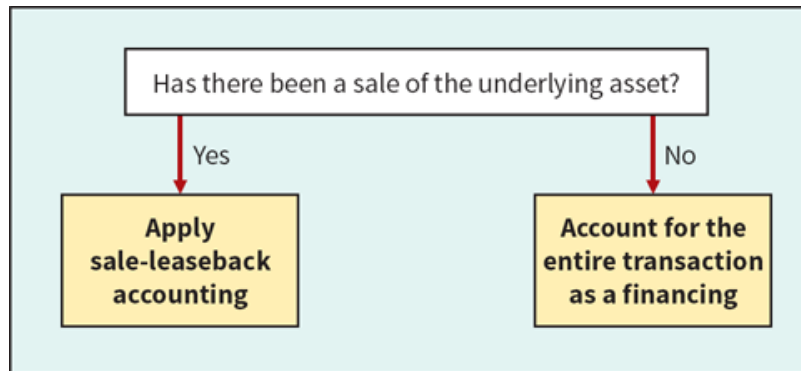 Has there been a sale of the underlying asset?
Yes
No
Apply
sale-leaseback
accounting
Account for the
entire transaction
as a financing